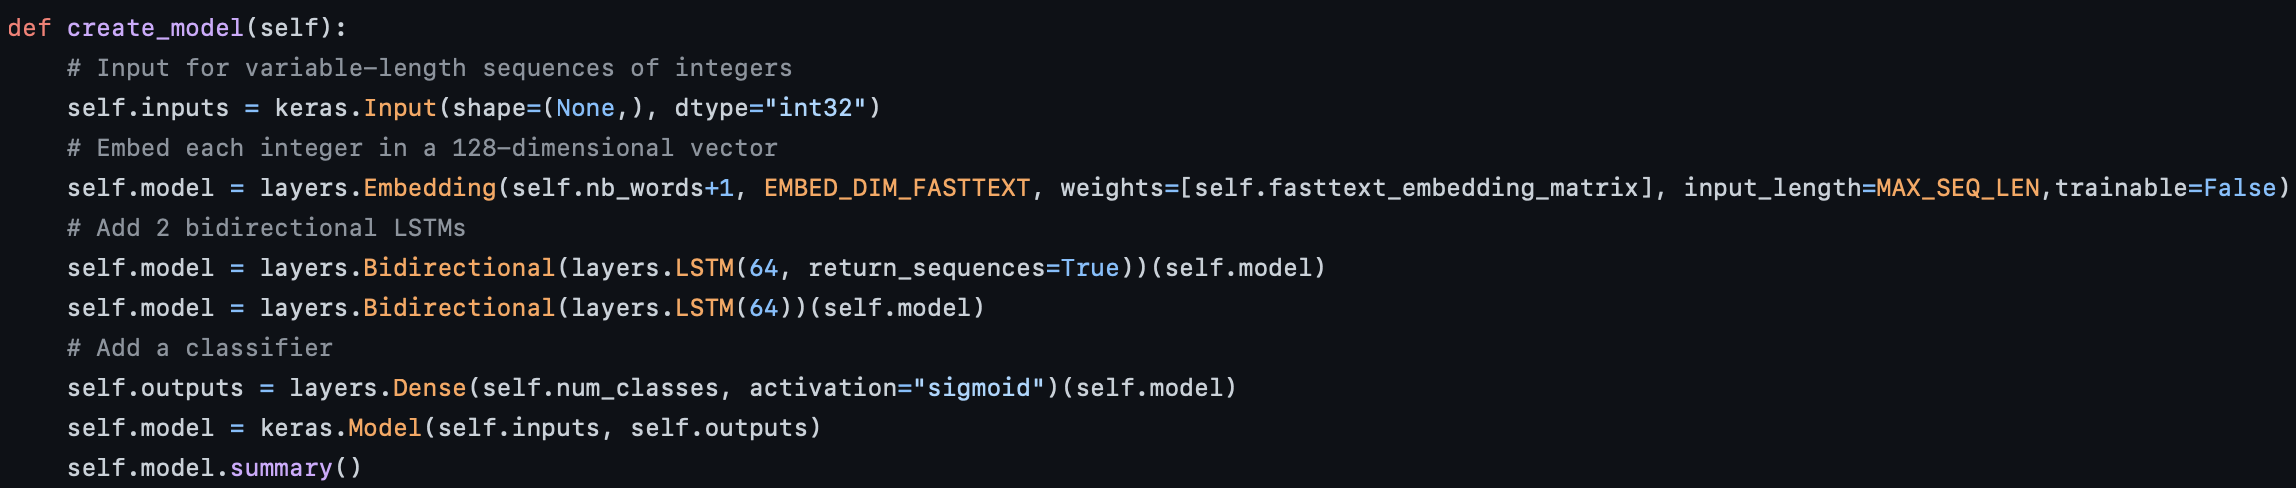 def create_model(self):
    # Input for variable-length sequences of integers
    self.inputs = keras.Input(shape=(None,), dtype="int32")
    # Embed each integer in a 128-dimensional vector
    self.model = layers.Embedding(self.nb_words+1, EMBED_DIM_FASTTEXT, weights=[self.fasttext_embedding_matrix], input_length=MAX_SEQ_LEN,trainable=False)
    # Add 2 bidirectional LSTMs
    self.model = layers.Bidirectional(layers.LSTM(64, return_sequences=True))(self.model)
    self.model = layers.Bidirectional(layers.LSTM(64))(self.model)
    # Add a classifier
    self.outputs = layers.Dense(self.num_classes, activation="sigmoid")(self.model)
    self.model = keras.Model(self.inputs, self.outputs)
    self.model.summary()